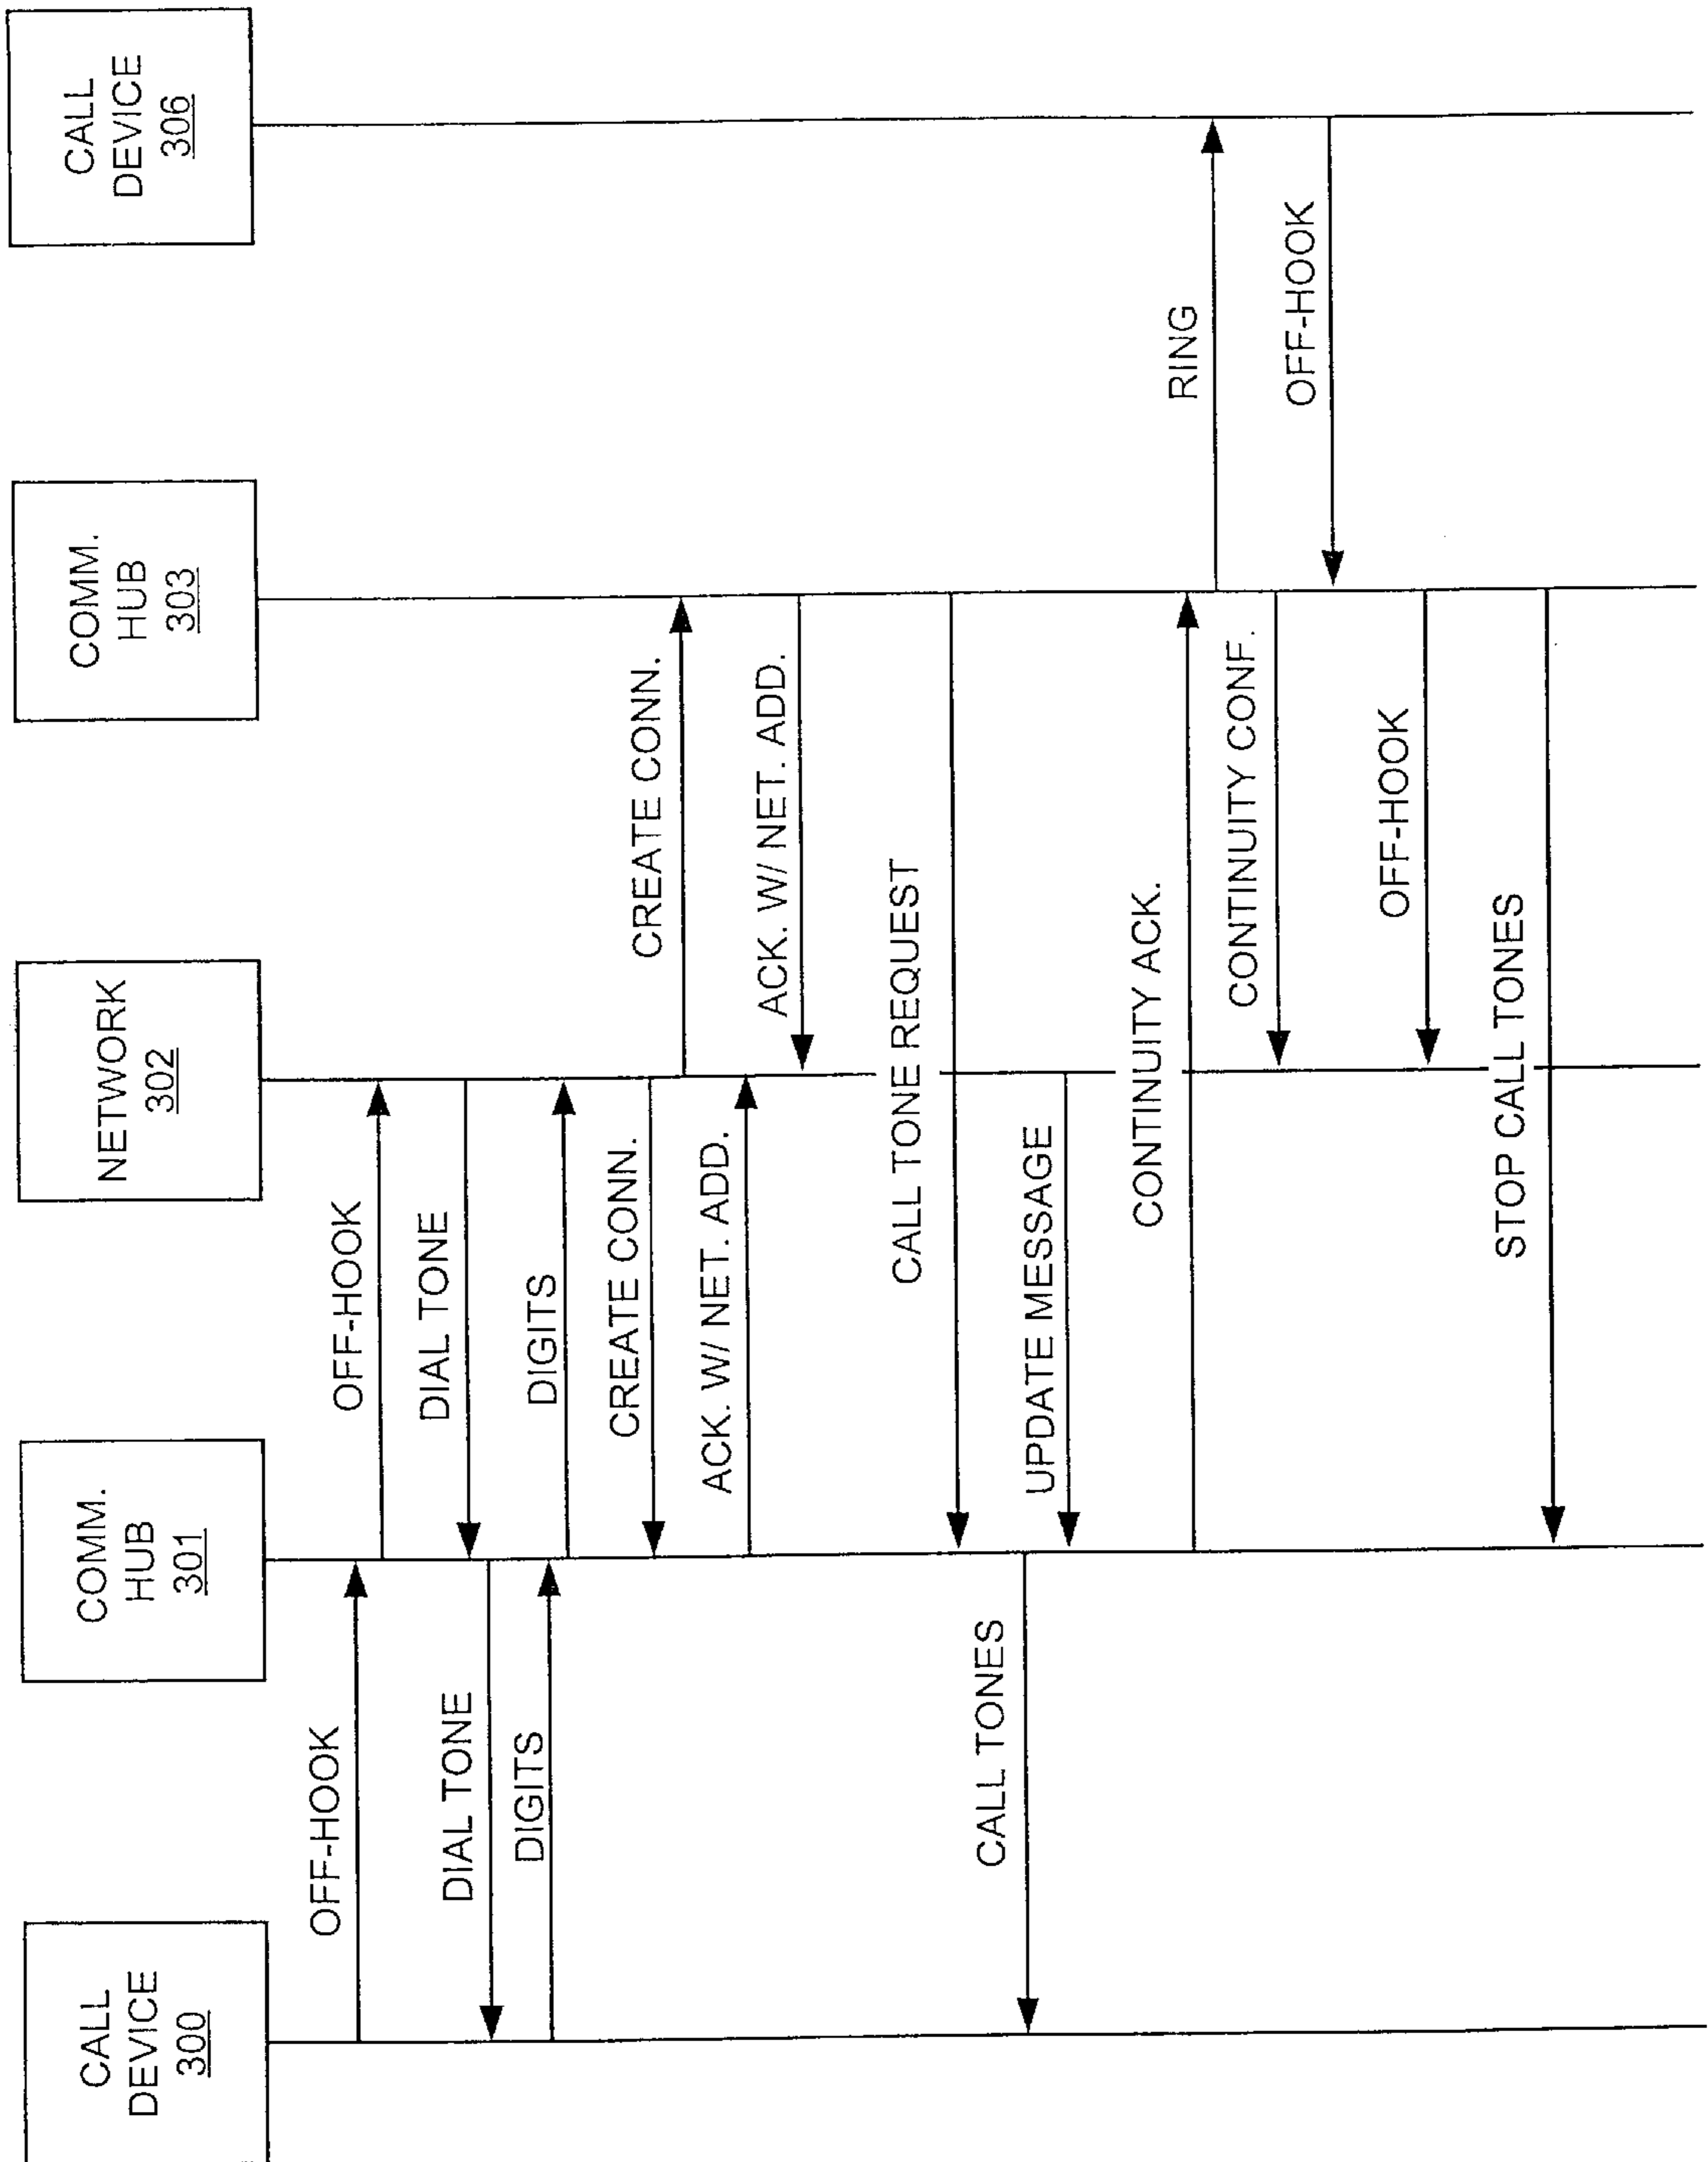 CALL
DEVICE
300
COMM.
HUB
301
NETWORK
302
COMM.
HUB
303
CALL
DEVICE
306
OFF-HOOK
OFF-HOOK
DIAL TONE
DIAL TONE
DIGITS
DIGITS
CREATE CONN.
CREATE CONN.
ACK. W/ NET. ADD.
ACK. W/ NET. ADD.
CALL TONE REQUEST
CALL TONES
UPDATE MESSAGE
CONTINUITY ACK.
RING
CONTINUITY CONF.
OFF-HOOK
OFF-HOOK
STOP CALL TONES